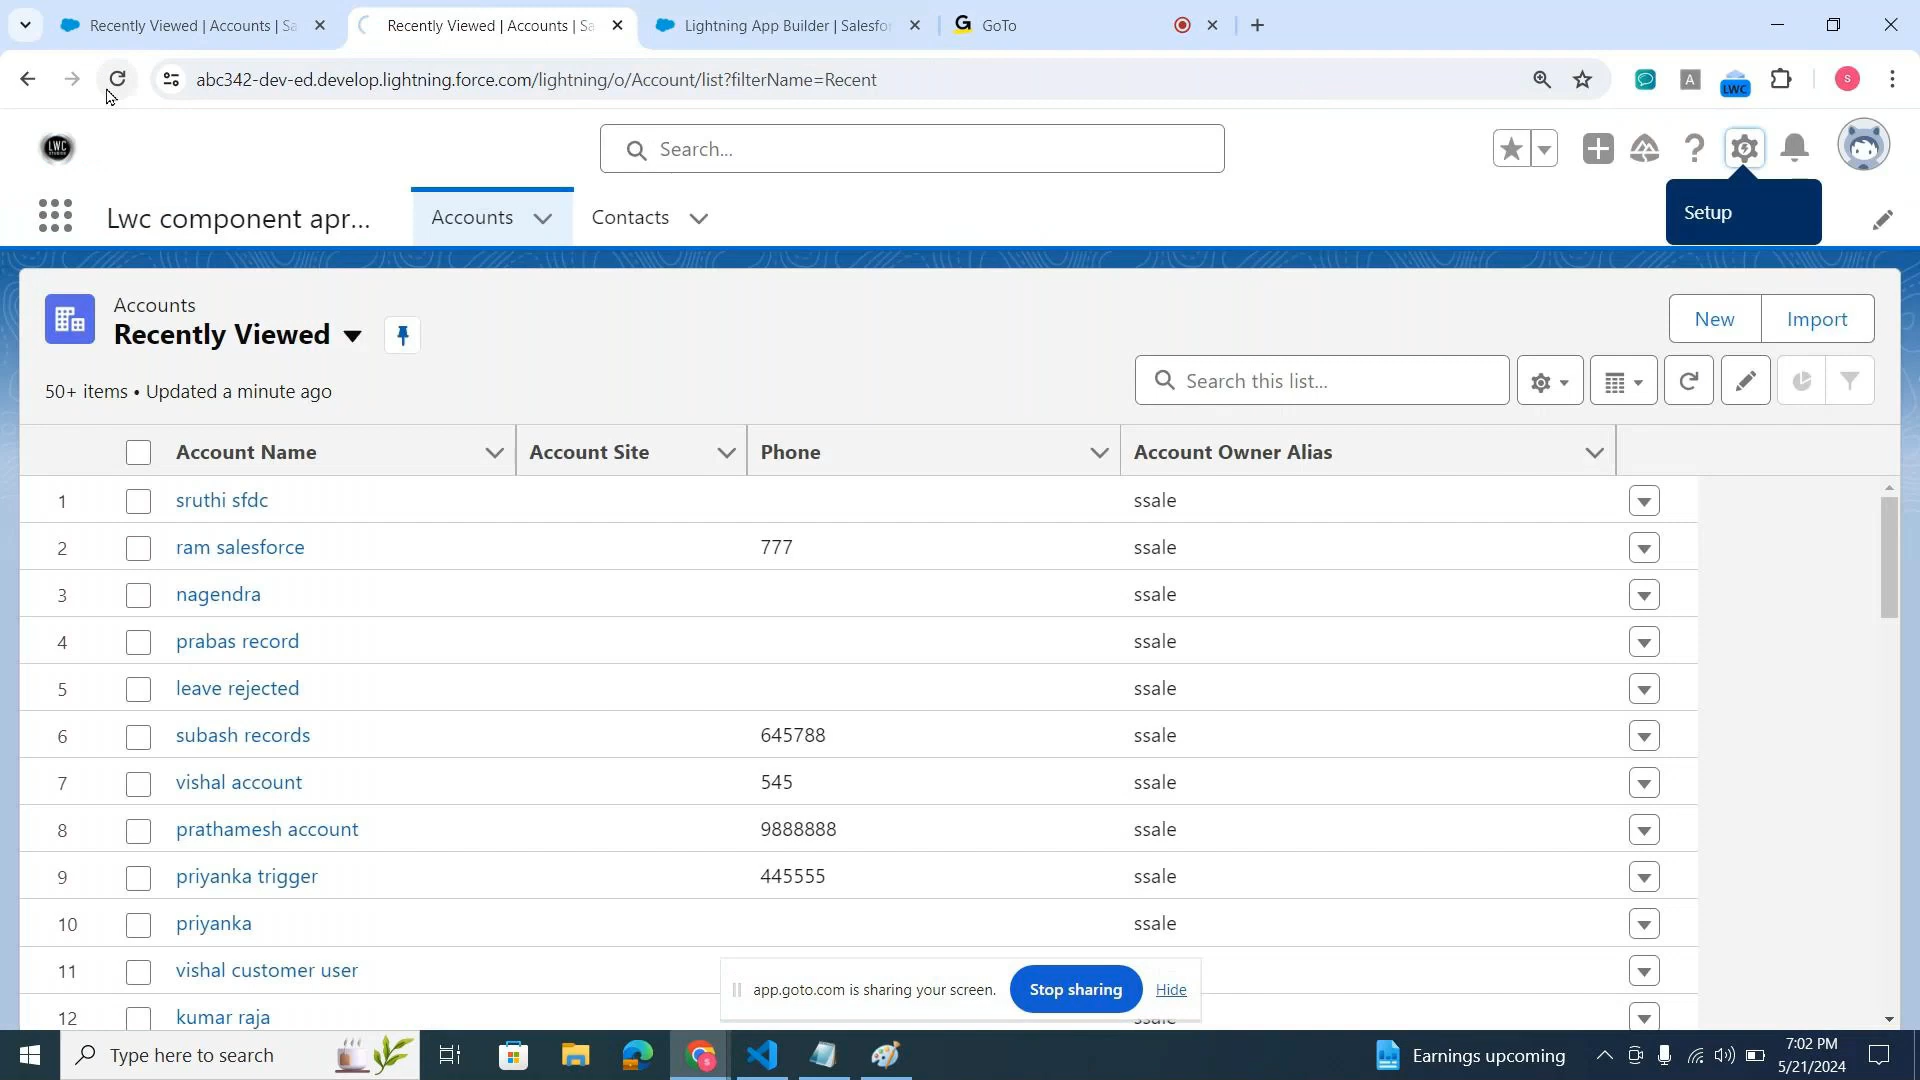 Recently Viewed | Accounts | Sa
Recently Viewed | Accounts | Sa
Lightning App Builder | Salesfor
G GoTo
abc342-dev-ed.develop.lightning.force.com/lightning/o/Account/list?filterName=Recent
A
LWC
S
LWC
Search...
Setup
Lwc component apr...
Accounts
Contacts
Accounts
Recently Viewed
New
Import
50+ items • Updated a minute ago
Search this list...
Account Name
Account Site
Phone
Account Owner Alias
1 sruthi sfdc ssale
2 ram salesforce 777 ssale
3 nagendra ssale
4 prabas record ssale
5 leave rejected ssale
6 subash records 645788 ssale
7 vishal account 545 ssale
8 prathamesh account 9888888 ssale
9 priyanka trigger 445555 ssale
10 priyanka ssale
11 vishal customer user
12 kumar raja ssale
app.goto.com is sharing your screen.
Stop sharing
Hide
Type here to search
Earnings upcoming
7:02 PM
5/21/2024